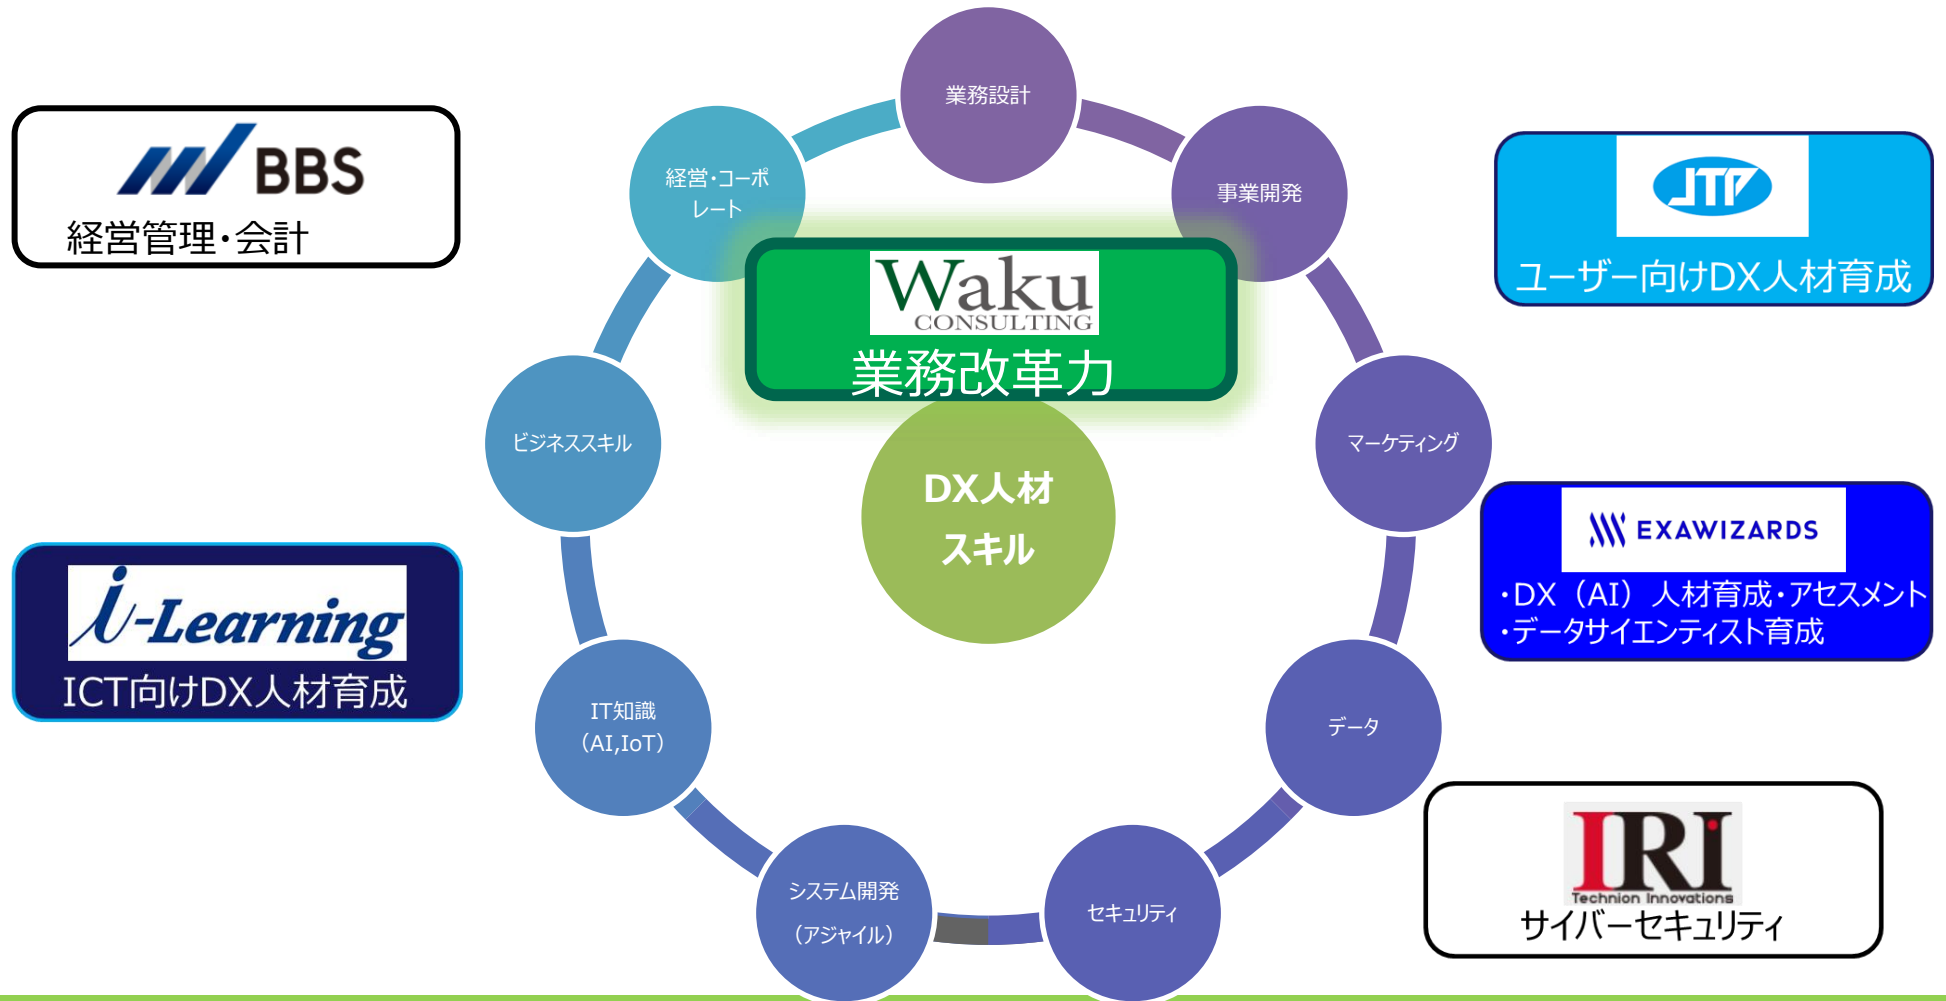 業務設計
経営・コーポ
レート
事業開発
BBS
経営管理・会計
JTP
ユーザー向けDX人材育成
Waku
CONSULTING
業務改革力
ビジネススキル
マーケティング
DX人材
スキル
EXAWIZARDS
・DX（AI）人材育成・アセスメント
・データサイエンティスト育成
i-Learning
ICT向けDX人材育成
IT知識
（AI,IoT）
データ
IRI
Technion Innovations
サイバーセキュリティ
システム開発
（アジャイル）
セキュリティ